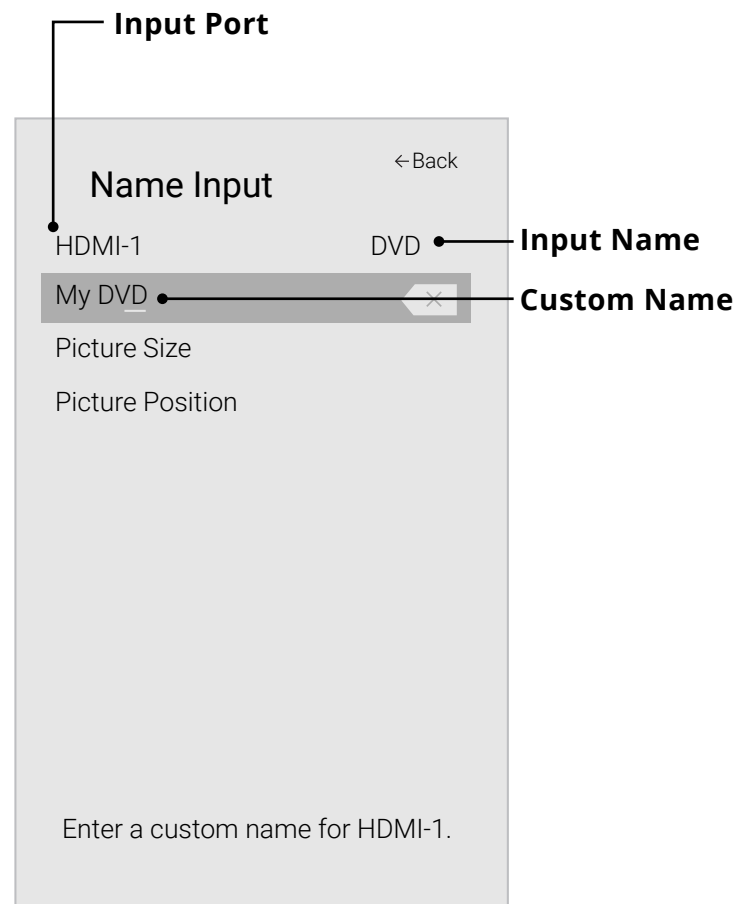 Input Port
←Back
Name Input
HDMI-1 DVD Input Name
My DVD Custom Name
Picture Size
Picture Position
Enter a custom name for HDMI-1.